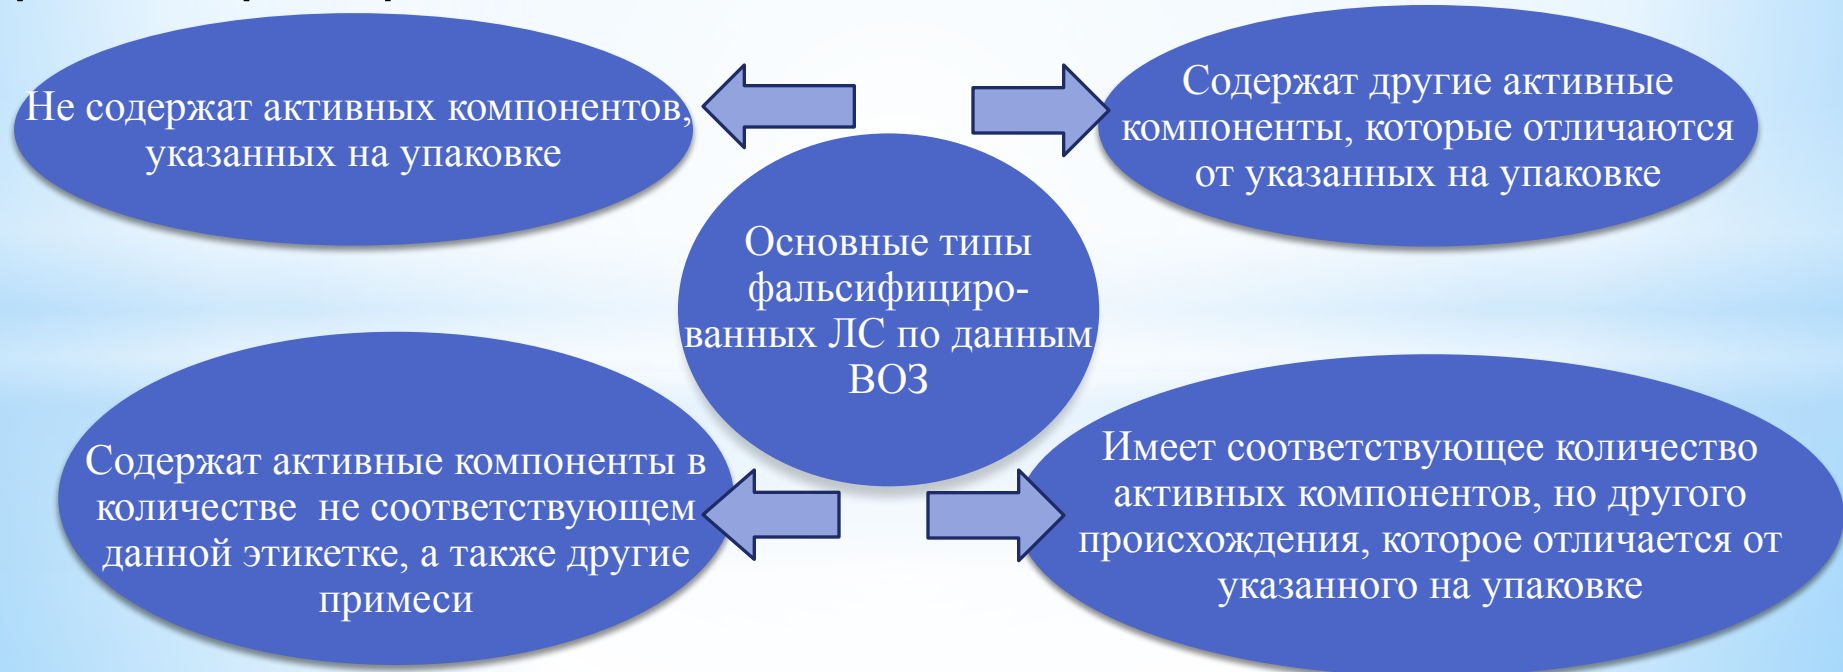 Не содержат активных компонентов,
указанных на упаковке
Содержат другие активные
компоненты, которые отличаются
от указанных на упаковке
Основные типы
фальсифициро-
ванных ЛС по данным
ВОЗ
Содержат активные компоненты в
количестве  не соответствующем
данной этикетке, а также другие
примеси
Имеет соответствующее количество
активных компонентов, но другого
происхождения, которое отличается от
указанного на упаковке